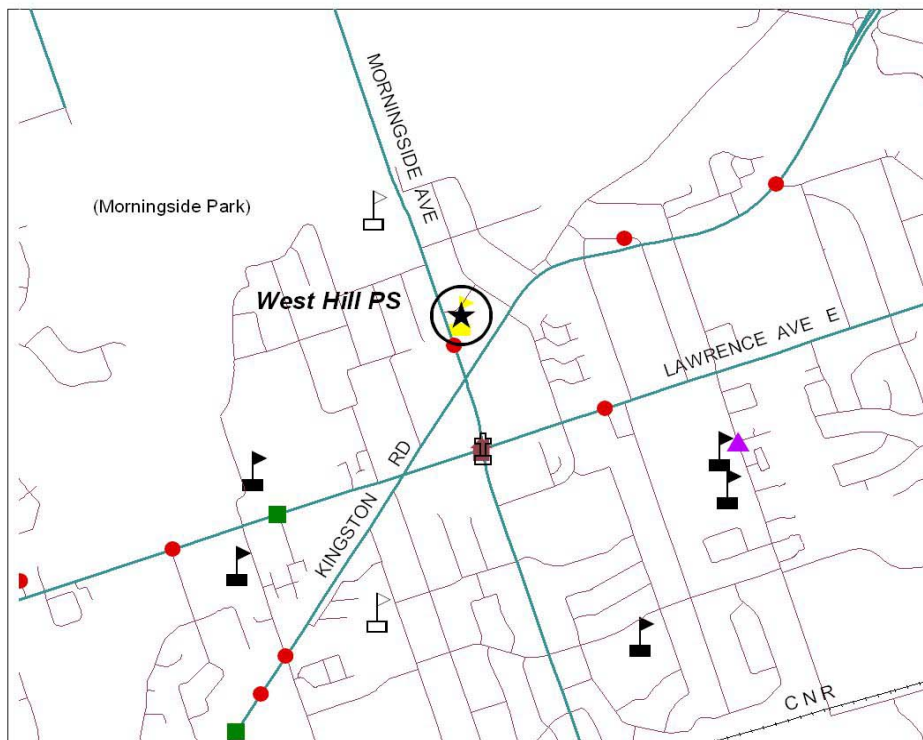 MORNINGSIDE AVE
(Morningside Park)
West Hill PS
LAWRENCE AVE E
KINGSTON RD
CNR